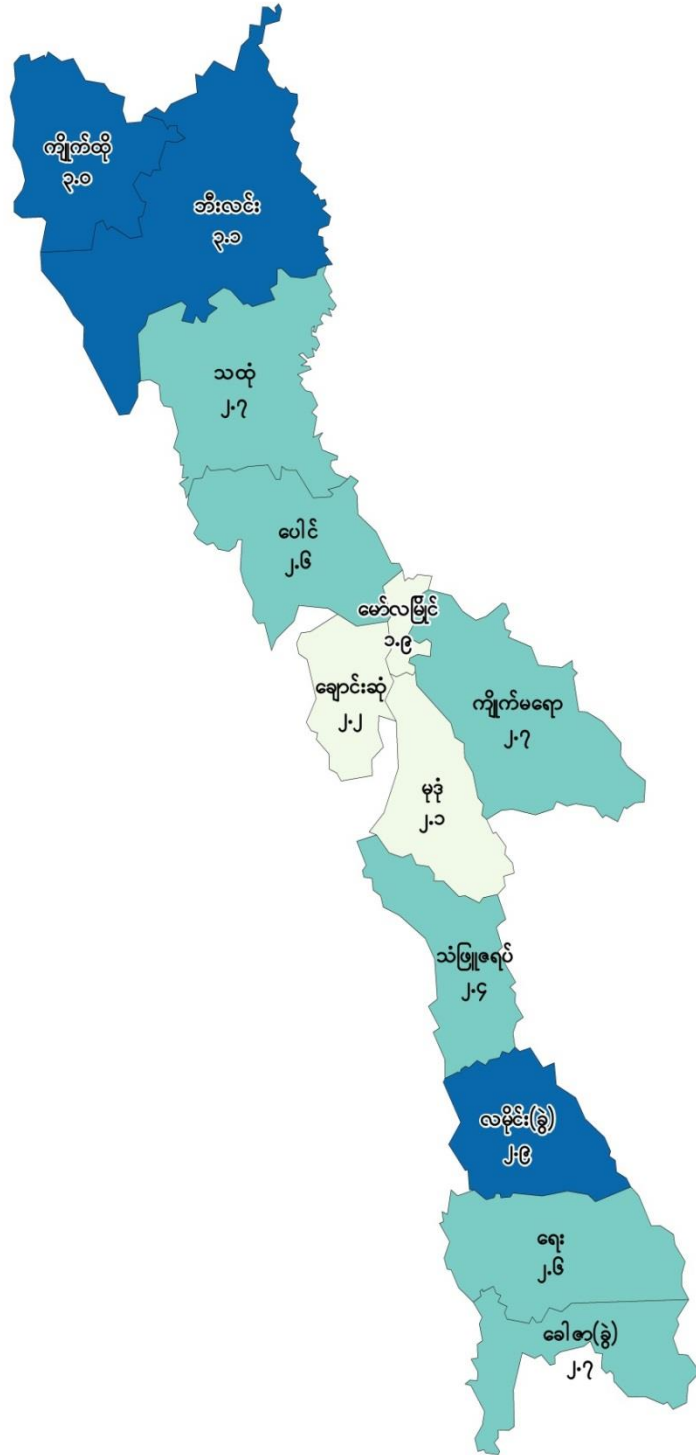 ကျိုက်ထို
၃.၀
ဘီးလင်း
၃.၁
သထုံ
၂.၇
ပေါင်
၂.၆
မော်လမြိုင်
၁.၉
ချောင်းဆုံ
၂.၂
ကျိုက်မရော
၂.၇
မုဒုံ
၂.၁
သံဖြူဇရပ်
၂.၄
လမိုင်း(ခွဲ)
၂.၉
ရေး
၂.၆
ခေါဇာ(ခွဲ)
၂.၇